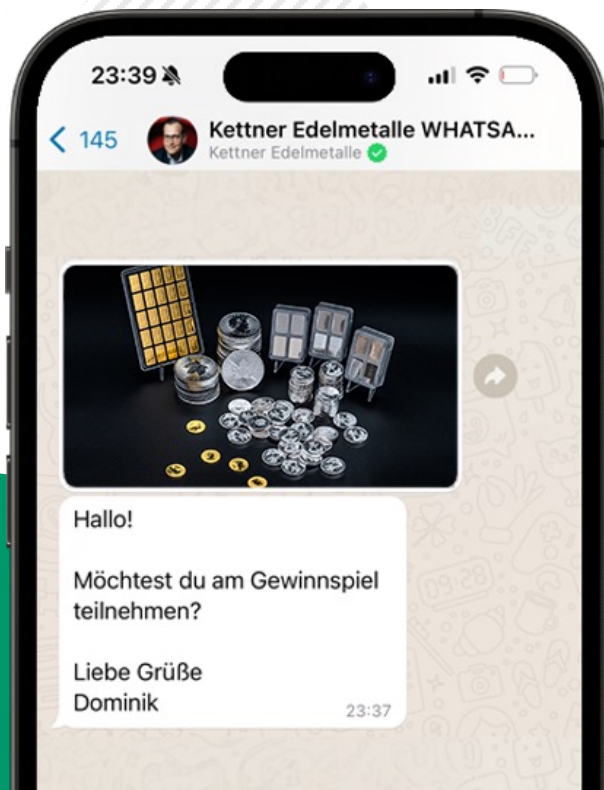 23:39
145
Kettner Edelmetalle WHATSA...
Kettner Edelmetalle
Hallo!
Möchtest du am Gewinnspiel
teilnehmen?
Liebe Grüße
Dominik
23:37